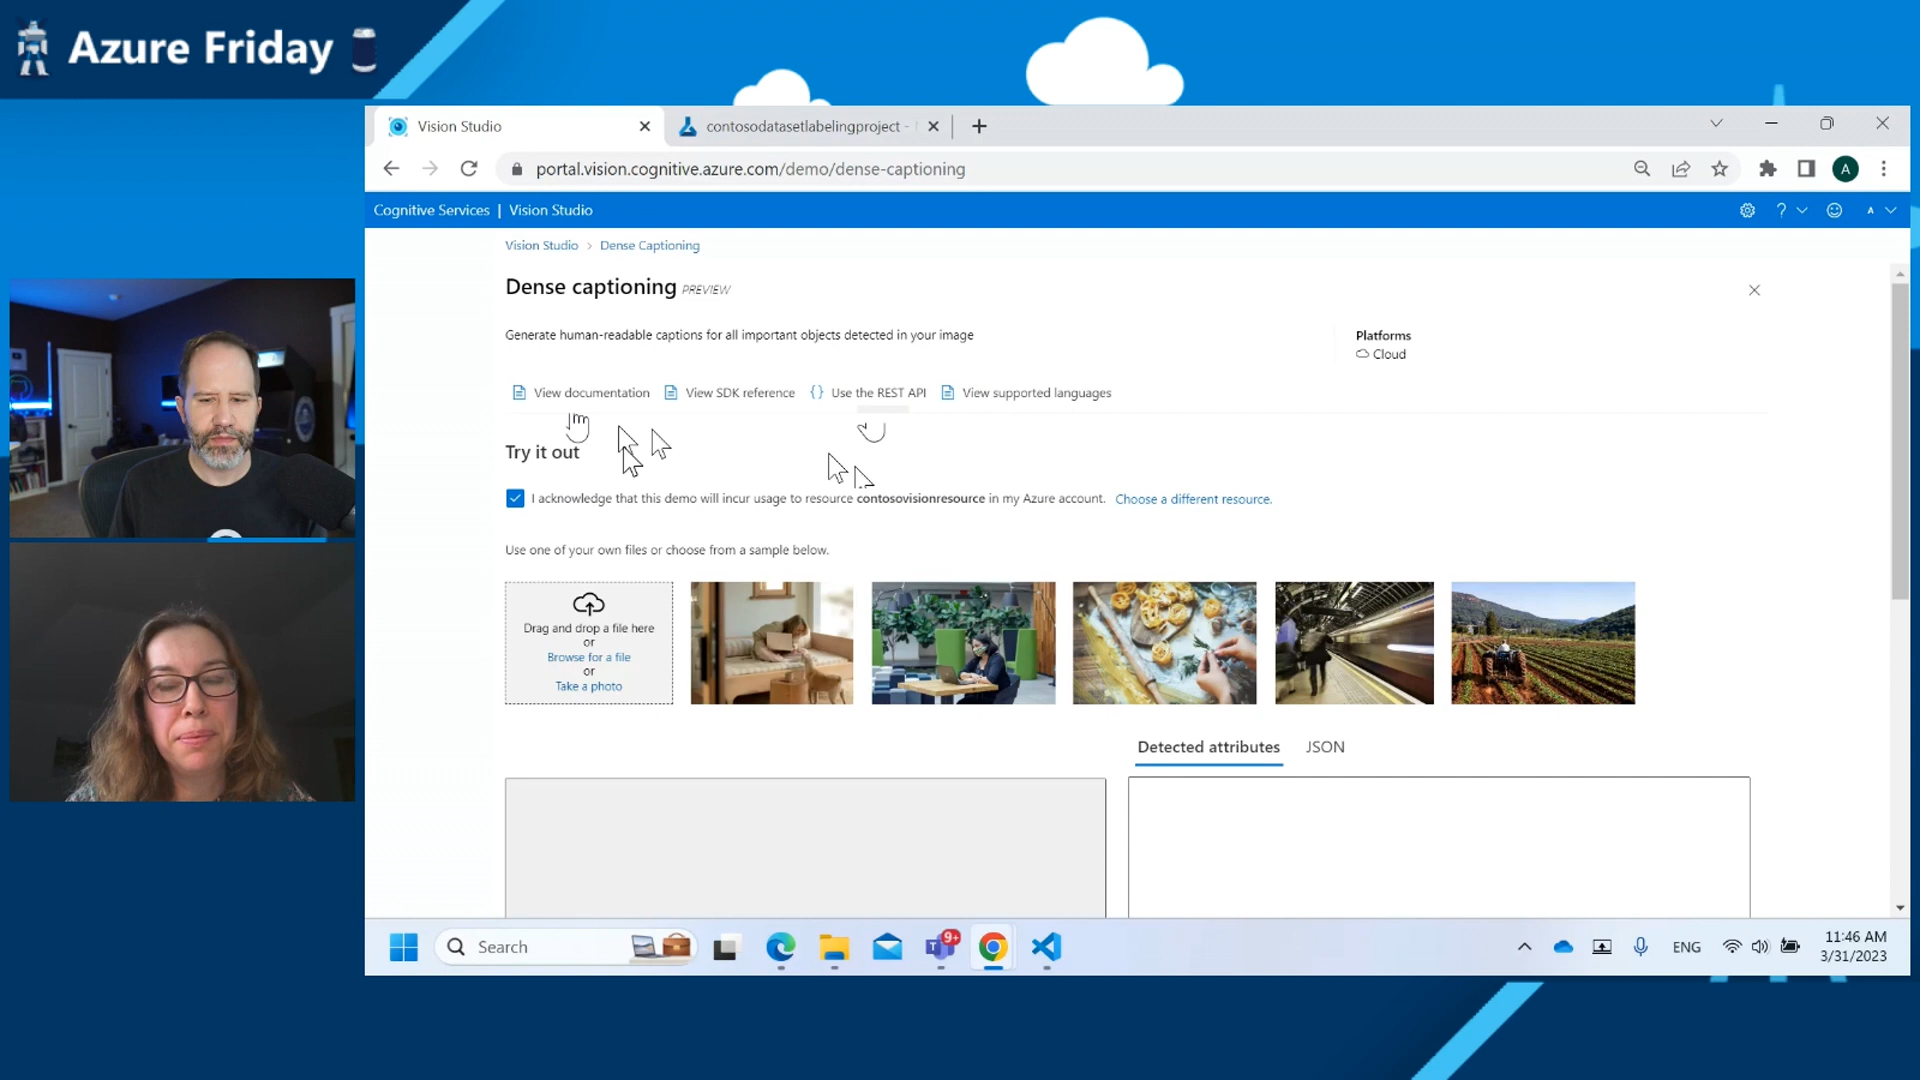 Azure Friday
Vision Studio
contosodatasetlabelingproject -
portal.vision.cognitive.azure.com/demo/dense-captioning
A
Cognitive Services | Vision Studio
? A
Vision Studio > Dense Captioning
Dense captioning PREVIEW
Generate human-readable captions for all important objects detected in your image
Platforms
Cloud
View documentation
View SDK reference
{} Use the REST API
View supported languages
Try it out
I acknowledge that this demo will incur usage to resource contosovisionresource in my Azure account. Choose a different resource.
Use one of your own files or choose from a sample below.
Drag and drop a file here
or
Browse for a file
or
Take a photo
Detected attributes
JSON
Search
9+
ENG
11:46 AM
3/31/2023